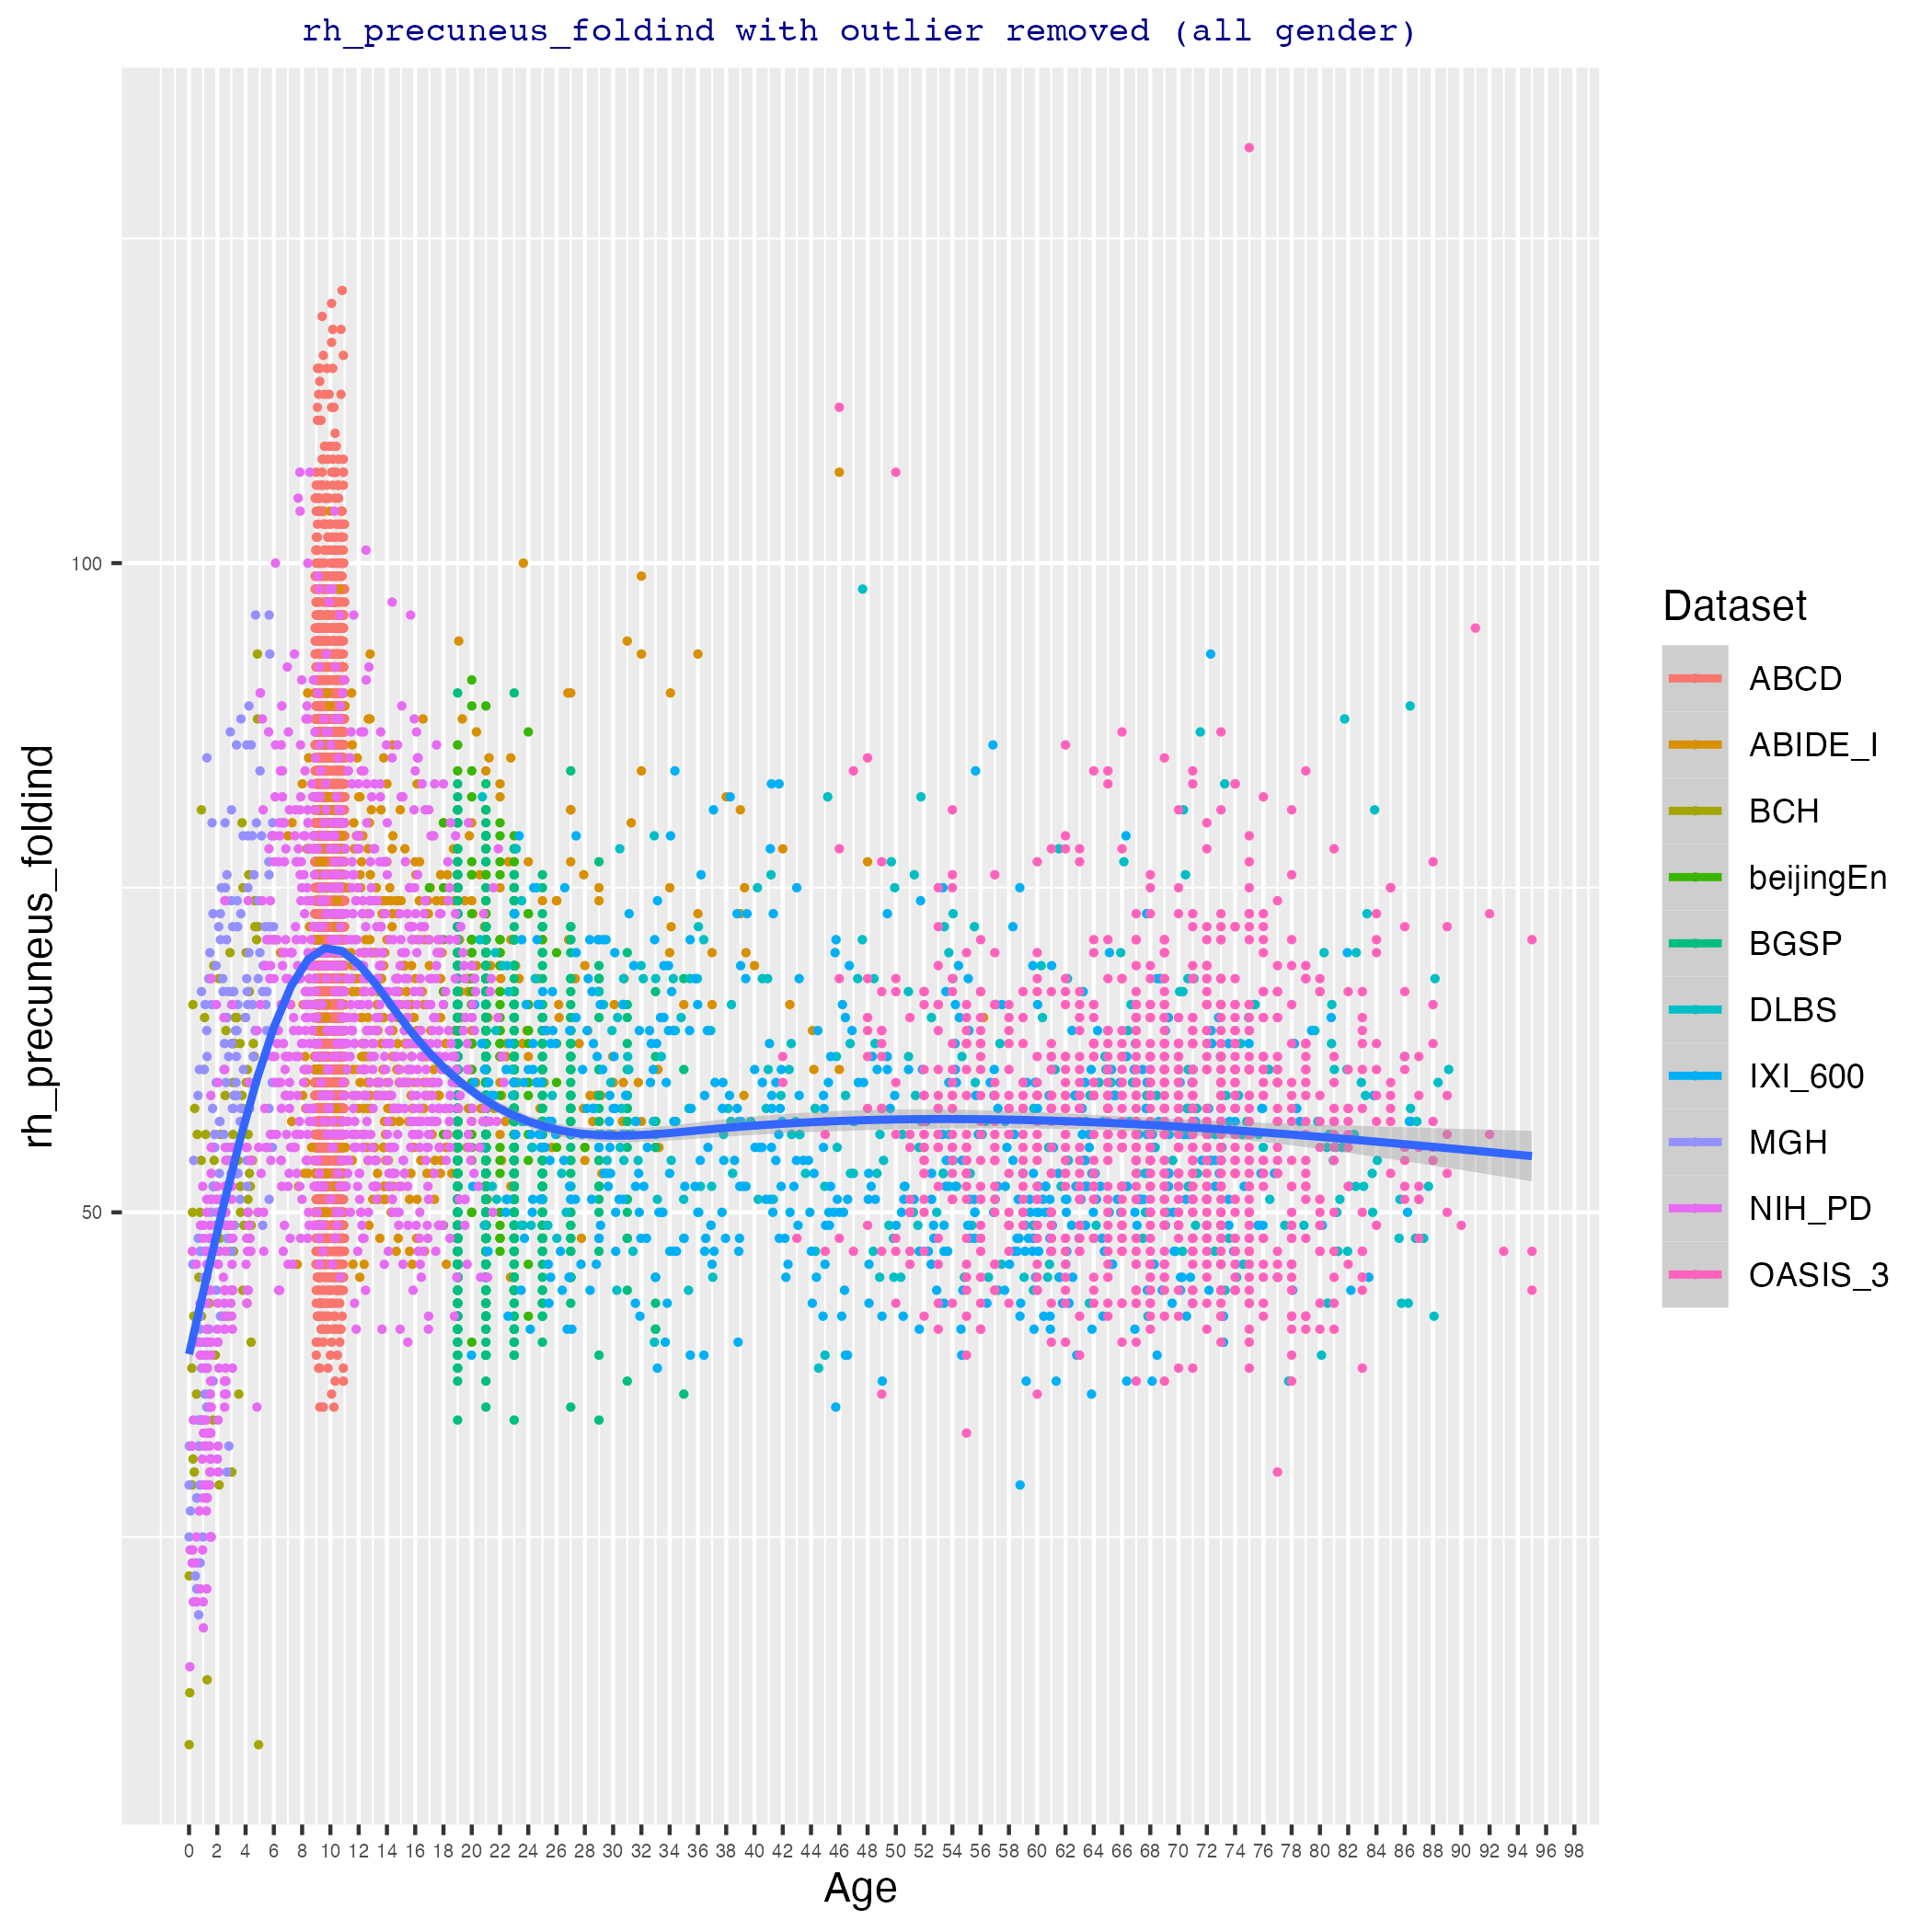 rh_precuneus_foldind with outlier removed (all gender)
rh_precuneus_foldind
100
50
0 2 4 6 8 10 12 14 16 18 20 22 24 26 28 30 32 34 36 38 40 42 44 46 48 50 52 54 56 58 60 62 64 66 68 70 72 74 76 78 80 82 84 86 88 90 92 94 96 98
Age
Dataset
ABCD
ABIDE_I
BCH
beijingEn
BGSP
DLBS
IXI_600
MGH
NIH_PD
OASIS_3